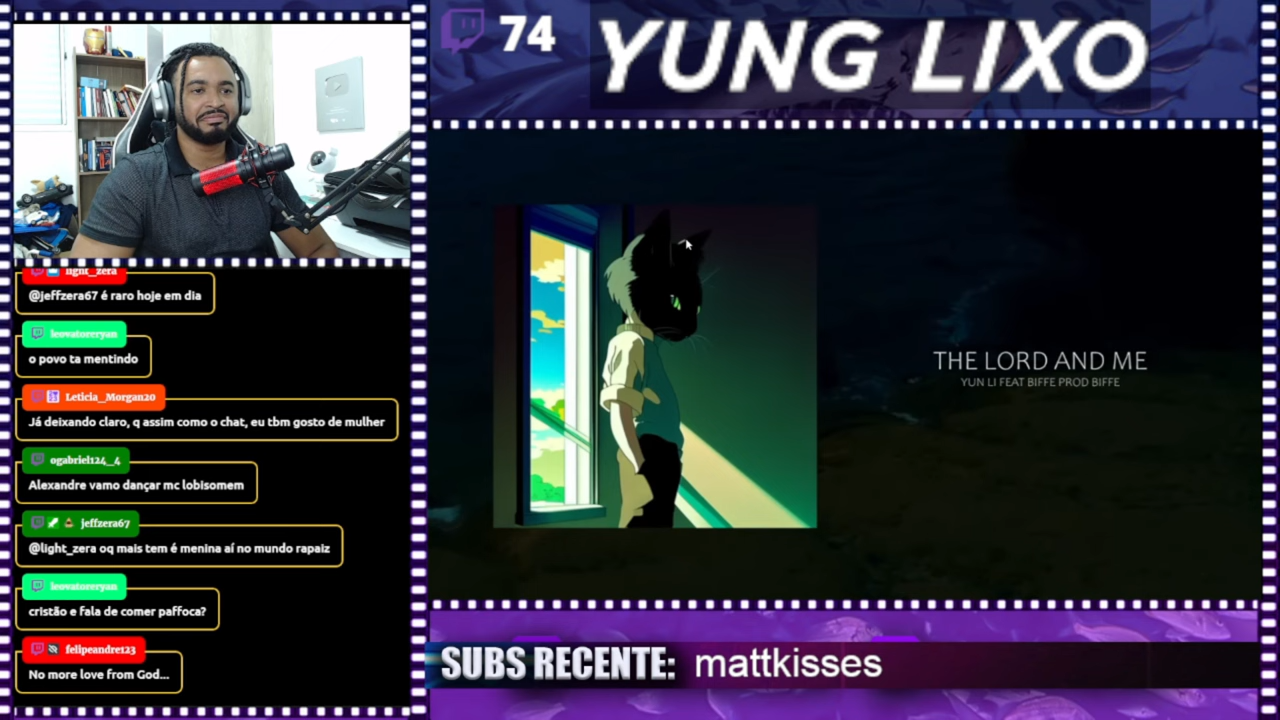 74
YUNG LIXO
light_zera
@jeffzera67 é raro hoje em dia
leovatorryan
o povo ta mentindo
Leticia_Morgan20
Já deixando claro, q assim como o chat, eu tbm gosto de mulher
ogabriel124_4
Alexandre vamo dançar mc lobisomem
jeffzera67
@light_zera oq mais tem é menina aí no mundo rapaiz
cristão e fala de comer paffoca?
felipeandre123
No more love from God...
THE LORD AND ME
YUN LI FEAT BIFFE PROD BIFFE
SUBS RECENTE: mattkisses